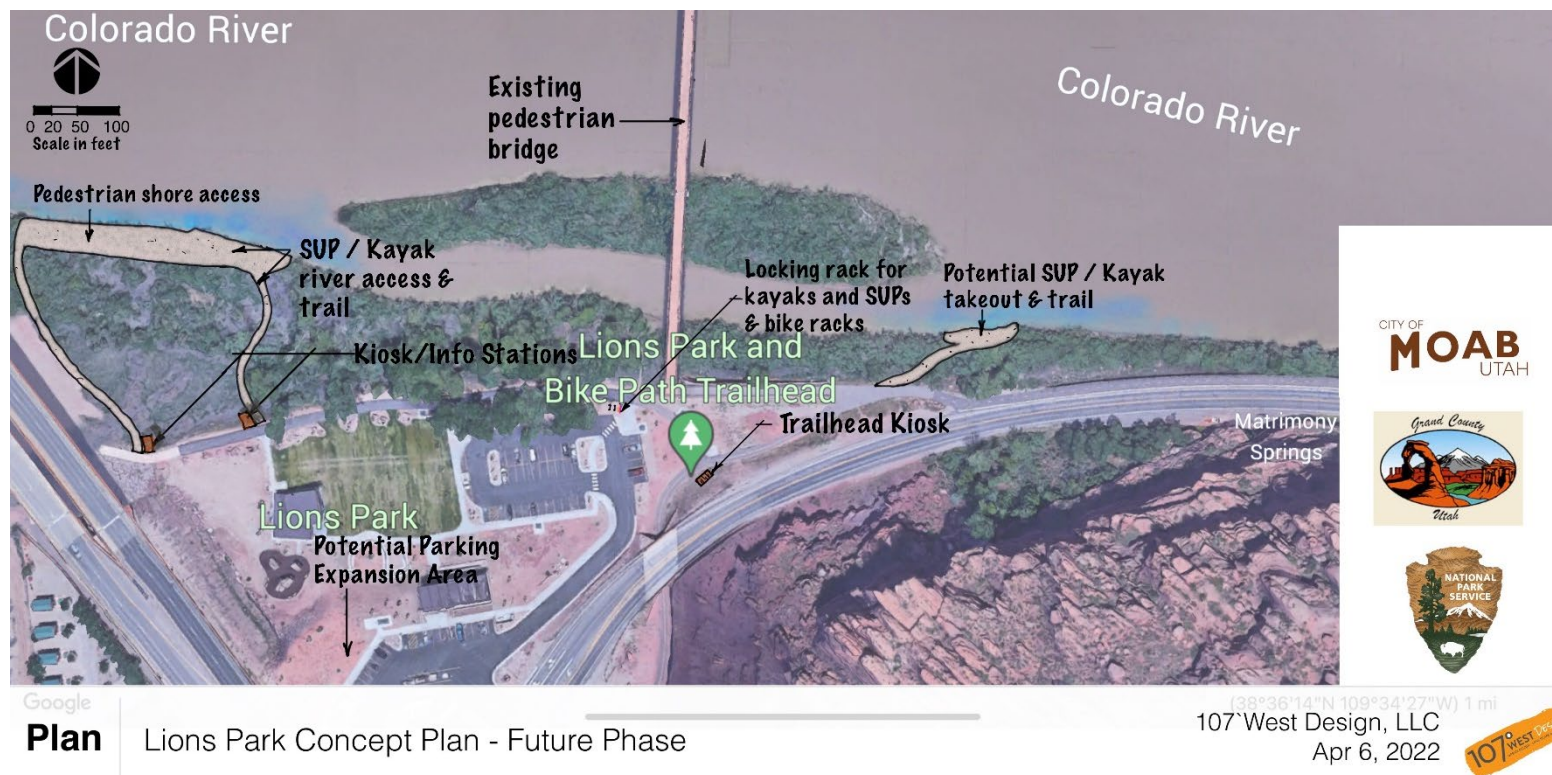 Colorado River
0 20 50 100
Scale in feet
Existing
pedestrian
bridge
Colorado River
Pedestrian shore access
SUP / Kayak
river access &
trail
Locking rack for
kayaks and SUPs
& bike racks
Potential SUP / Kayak
takeout & trail
Kiosk/Info Stations
Lions Park and
Bike Path Trailhead
Trailhead Kiosk
Matrimony
Springs
Lions Park
Potential Parking
Expansion Area
CITY OF
MOAB
UTAH
Grand County
Utah
NATIONAL
PARK
SERVICE
Google
(38°36'14"N 109°34'27"W) 1 mi
Plan
Lions Park Concept Plan - Future Phase
107`West Design, LLC
Apr 6, 2022
107° WEST